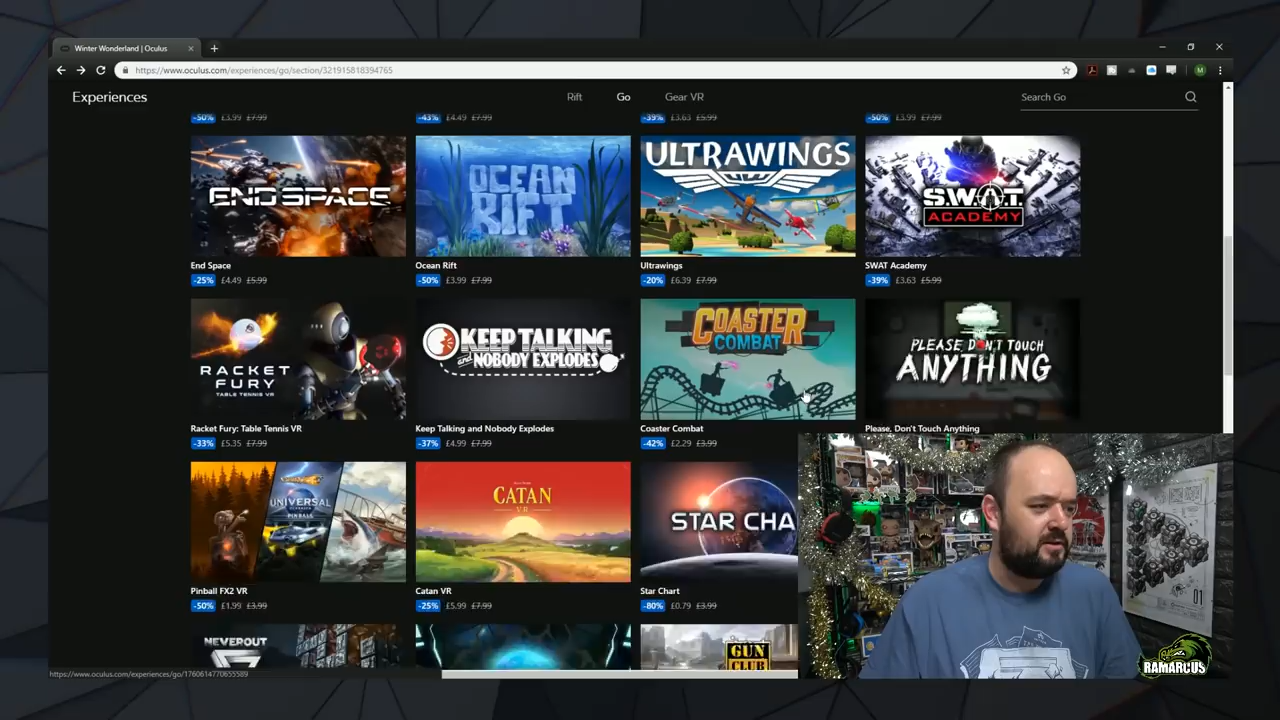 Winter Wonderland | Oculus
https://www.oculus.com/experiences/go/section/321915818394765
M
Experiences
Rift
Go
Gear VR
Search Go
-50% £3.99 £7.99
-43% £4.49 £7.99
-39% £3.63 £5.99
-50% £3.99 £7.99
END SPACE
OCEAN
RIFT
ULTRAWINGS
UW
S.W.A.T.
ACADEMY
End Space
Ocean Rift
Ultrawings
SWAT Academy
-25% £4.49 £5.99
-50% £3.99 £7.99
-20% £6.39 £7.99
-39% £3.63 £5.99
RACKET
FURY
TABLE TENNIS VR
KEEP TALKING
and NOBODY EXPLODES
COASTER
COMBAT
PLEASE, DON'T TOUCH
ANYTHING
Racket Fury: Table Tennis VR
Keep Talking and Nobody Explodes
Coaster Combat
Please, Don't Touch Anything
-33% £5.35 £7.99
-37% £4.99 £7.99
-42% £2.29 £3.99
UNIVERSAL
CLASSICS
PINBALL
CATAN
VR
STAR CHA
Pinball FX2 VR
Catan VR
Star Chart
-50% £1.99 £3.99
-25% £5.99 £7.99
-80% £0.79 £3.99
NEVEROUT
GUN
CLUB
01
RAMARCUS
https://www.oculus.com/experiences/go/1760614770655589